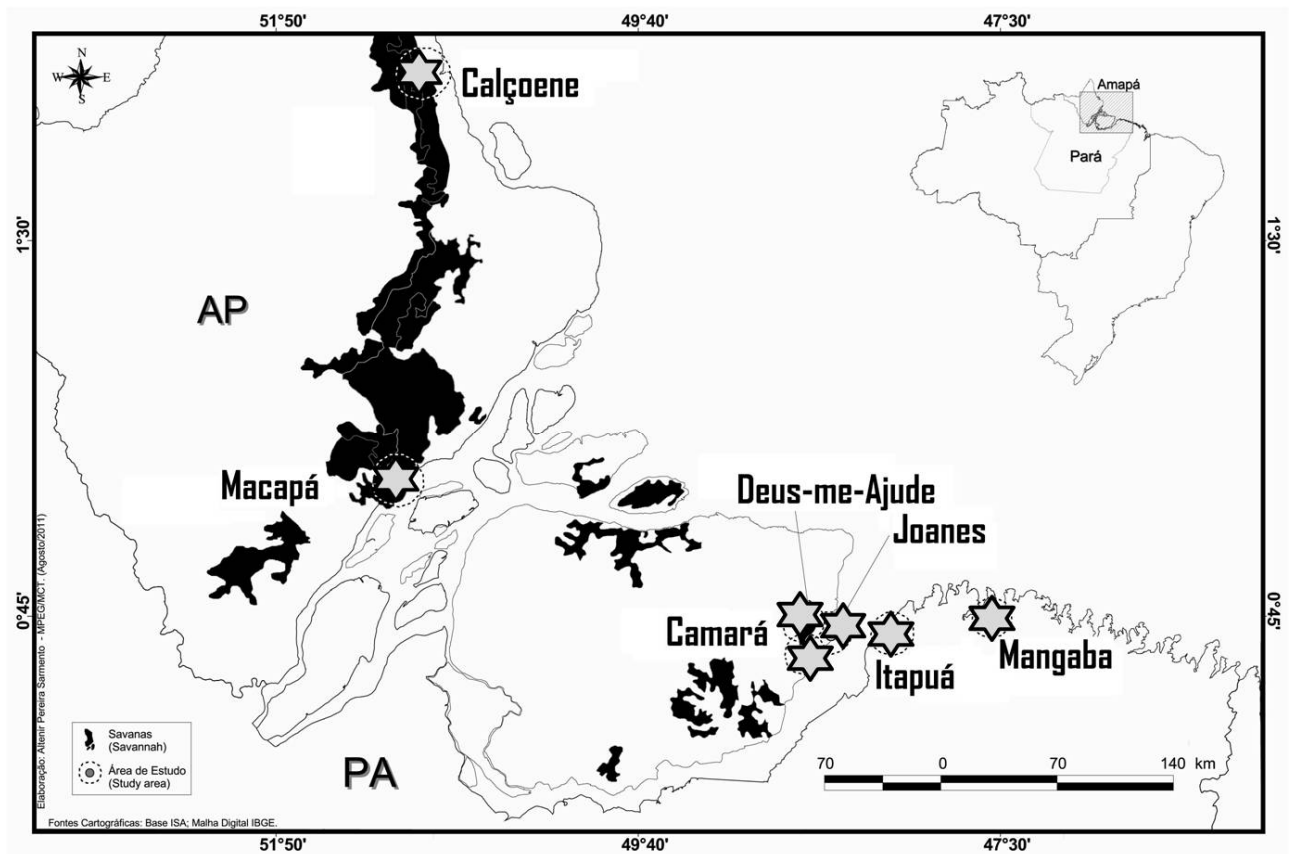 51°50' 49°40' 47°30'
N
W E
S
Calçoene
Amapá
Pará
1°30' 1°30'
AP
Macapá
Deus-me-Ajude
Joanes
0°45' 0°45'
Camará
Mangaba
Itapuá
Savanas
(Savannah)
Área de Estudo
(Study area)
PA
70 0 70 140 km
Elaboração: Altenir Pereira Sarmento - MPEG/MCT. (Agosto/2011)
Fontes Cartográficas: Base ISA; Malha Digital IBGE.
51°50' 49°40' 47°30'